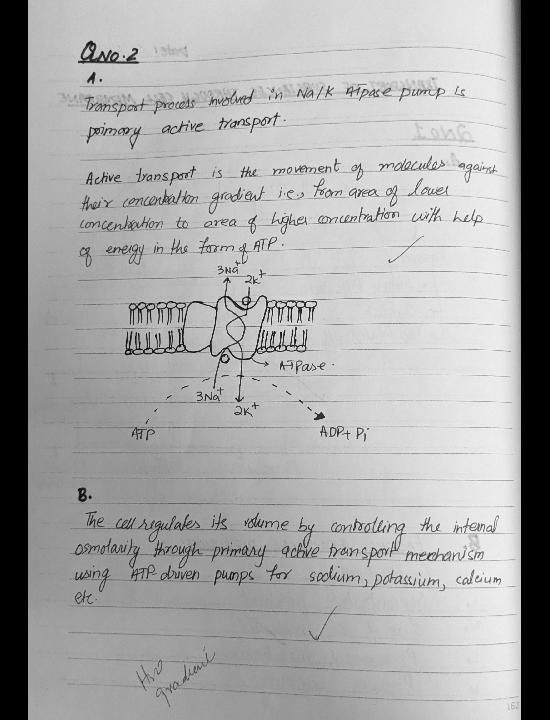 QNo.2
A.
Transport process involved in Na/K ATpase pump is
primary active transport.
Active transport is the movement of molecules against
their concentration gradient i.e., from area of lower
concentration to area of higher concentration with help
of energy in the form of ATP.
3Na+
2K+
ATPase.
3Na+
2K+
ATP
ADP+ Pi
B.
The cell regulates its volume by controlling the internal
osmolarity through primary active transport mechanism
using ATP driven pumps for sodium, potassium, calcium
etc.
H20
gradient
162